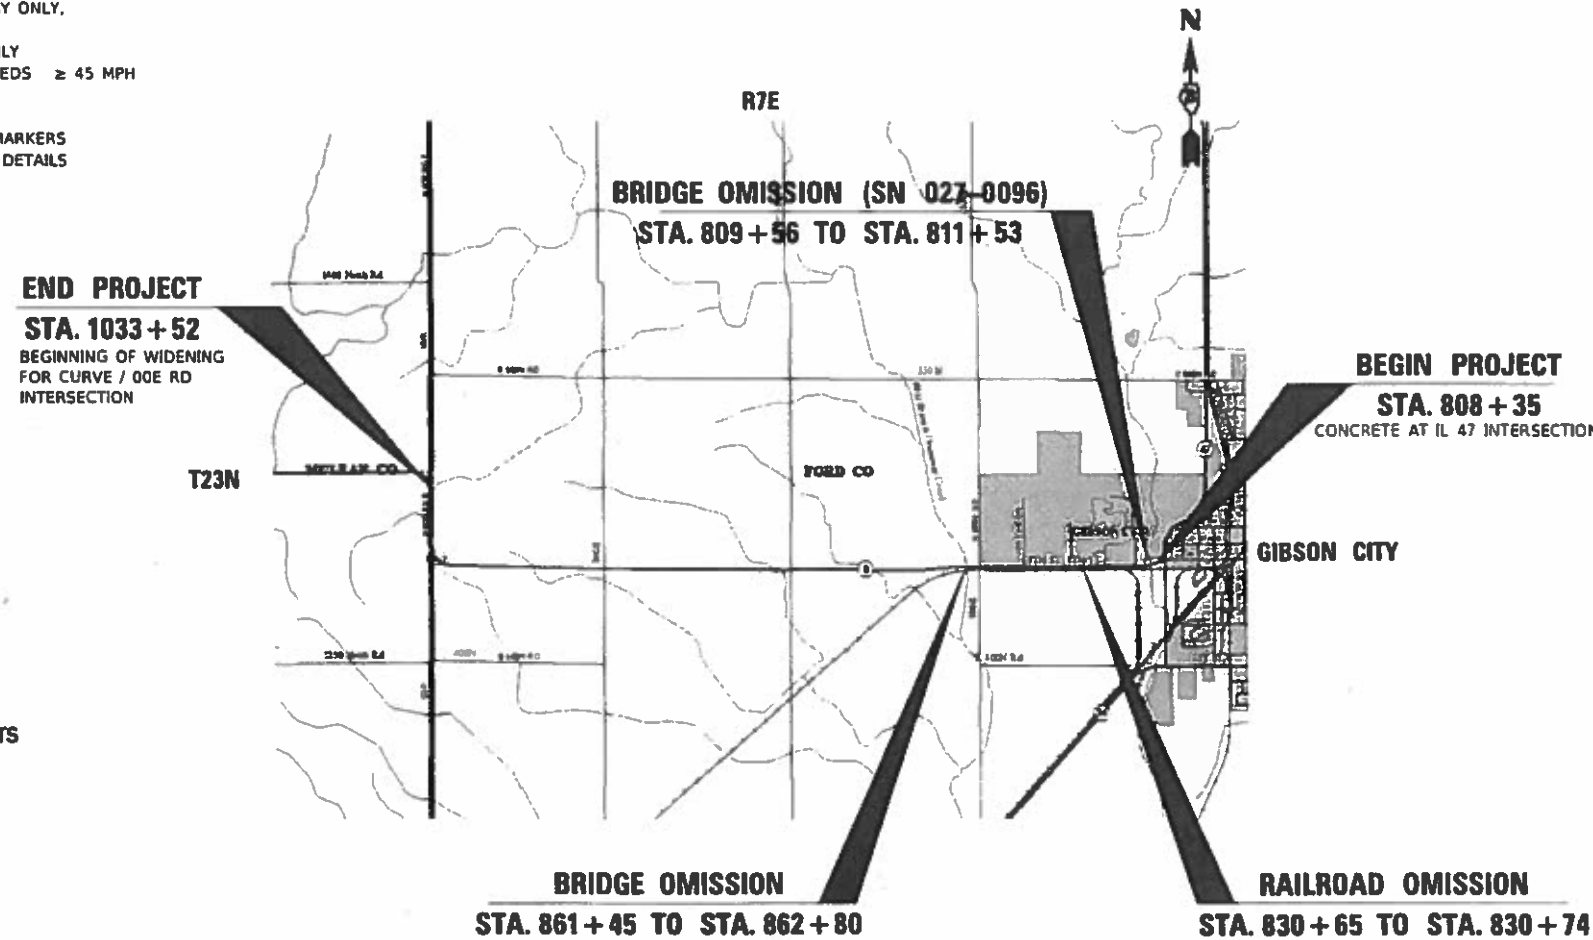 Y ONLY,
LY
EDS ≥ 45 MPH
MARKERS
DETAILS
N
R7E
BRIDGE OMISSION (SN 027-0096)
STA. 809+56 TO STA. 811+53
END PROJECT
STA. 1033+52
BEGINNING OF WIDENING
FOR CURVE / 00E RD
INTERSECTION
BEGIN PROJECT
STA. 808+35
CONCRETE AT IL 47 INTERSECTION
T23N
MCLEAN CO
FORD CO
GIBSON CITY
TS
BRIDGE OMISSION
STA. 861+45 TO STA. 862+80
RAILROAD OMISSION
STA. 830+65 TO STA. 830+74